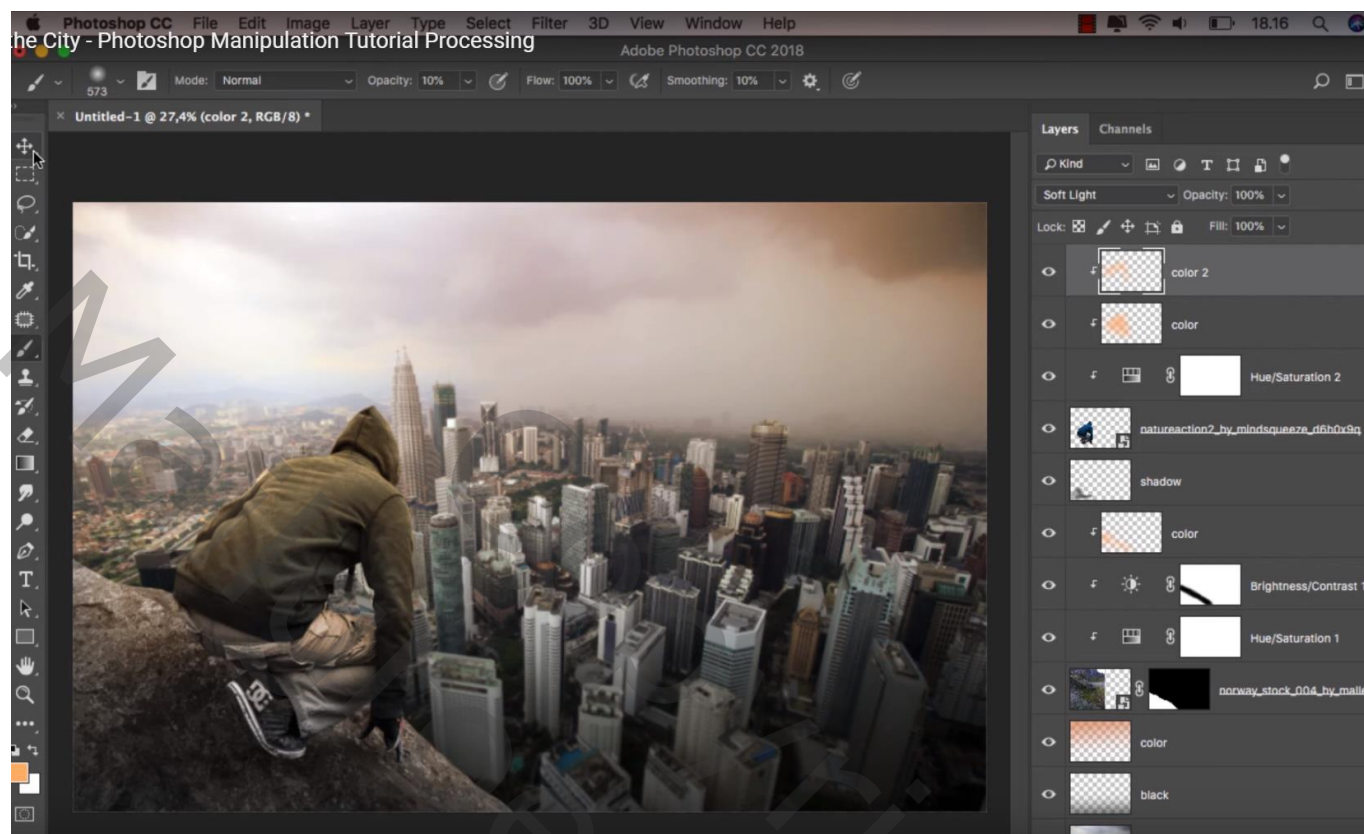 Photoshop CC File Edit Image Layer Type Select Filter 3D View Window Help 18.16
the City - Photoshop Manipulation Tutorial Processing
Adobe Photoshop CC 2018
573 Mode: Normal Opacity: 10% Flow: 100% Smoothing: 10%
× Untitled-1 @ 27,4% (color 2, RGB/8) *
Layers Channels
Kind
Soft Light Opacity: 100%
Lock: Fill: 100%
color 2
color
Hue/Saturation 2
natureaction2_by_mindsqueeze_d6h0x9q
shadow
color
Brightness/Contrast 1
Hue/Saturation 1
norway_stock_004_by_malle
DC
color
black